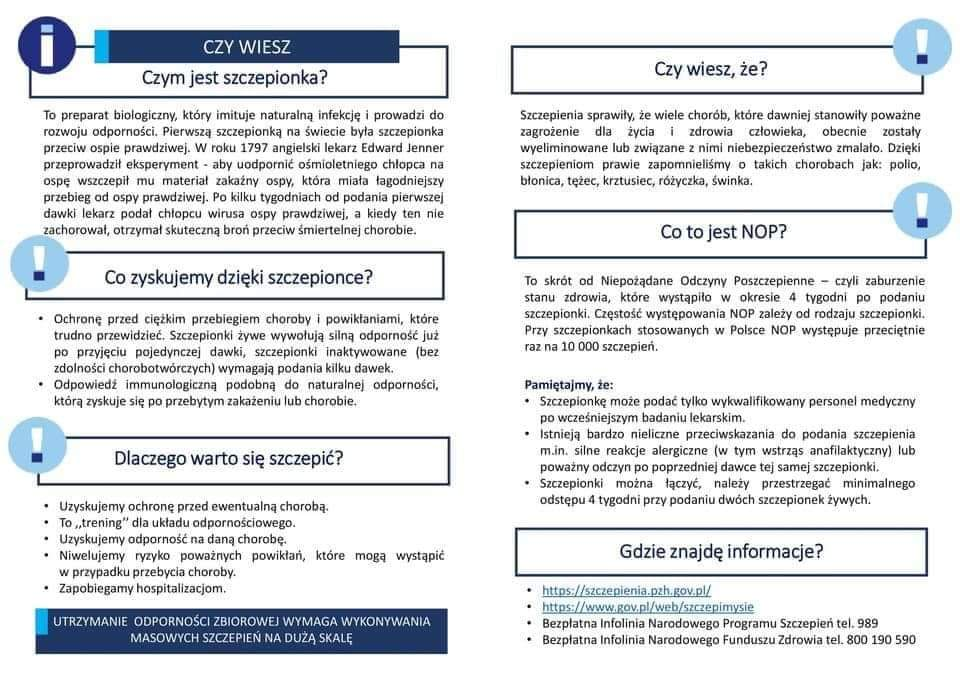 CZY WIESZ
Czym jest szczepionka?
To preparat biologiczny, który imituje naturalną infekcję i prowadzi do
rozwoju odporności. Pierwszą szczepionką na świecie była szczepionka
przeciw ospie prawdziwej. W roku 1797 angielski lekarz Edward Jenner
przeprowadził eksperyment - aby uodpornić ośmioletniego chłopca na
ospę wszczepił mu materiał zakaźny ospy, która miała łagodniejszy
przebieg od ospy prawdziwej. Po kilku tygodniach od podania pierwszej
dawki lekarz podał chłopcu wirusa ospy prawdziwej, a kiedy ten nie
zachorował, otrzymał skuteczną broń przeciw śmiertelnej chorobie.
Co zyskujemy dzięki szczepionce?
• Ochronę przed ciężkim przebiegiem choroby i powikłaniami, które
trudno przewidzieć. Szczepionki żywe wywołują silną odporność już
po przyjęciu pojedynczej dawki, szczepionki inaktywowane (bez
zdolności chorobotwórczych) wymagają podania kilku dawek.
• Odpowiedź immunologiczną podobną do naturalnej odporności,
którą zyskuje się po przebytym zakażeniu lub chorobie.
Dlaczego warto się szczepić?
• Uzyskujemy ochronę przed ewentualną chorobą.
• To ,,trening’’ dla układu odpornościowego.
• Uzyskujemy odporność na daną chorobę.
• Niwelujemy ryzyko poważnych powikłań, które mogą wystąpić
w przypadku przebycia choroby.
• Zapobiegamy hospitalizacjom.
UTRZYMANIE ODPORNOŚCI ZBIOROWEJ WYMAGA WYKONYWANIA
MASOWYCH SZCZEPIEŃ NA DUŻĄ SKALĘ
Czy wiesz, że?
Szczepienia sprawiły, że wiele chorób, które dawniej stanowiły poważne
zagrożenie dla życia i zdrowia człowieka, obecnie zostały
wyeliminowane lub związane z nimi niebezpieczeństwo zmalało. Dzięki
szczepieniom prawie zapomnieliśmy o takich chorobach jak: polio,
błonica, tężec, krztusiec, różyczka, świnka.
Co to jest NOP?
To skrót od Niepożądane Odczyny Poszczepienne – czyli zaburzenie
stanu zdrowia, które wystąpiło w okresie 4 tygodni po podaniu
szczepionki. Częstość występowania NOP zależy od rodzaju szczepionki.
Przy szczepionkach stosowanych w Polsce NOP występuje przeciętnie
raz na 10 000 szczepień.
Pamiętajmy, że:
• Szczepionkę może podać tylko wykwalifikowany personel medyczny
po wcześniejszym badaniu lekarskim.
• Istnieją bardzo nieliczne przeciwskazania do podania szczepienia
m.in. silne reakcje alergiczne (w tym wstrząs anafilaktyczny) lub
poważny odczyn po poprzedniej dawce tej samej szczepionki.
• Szczepionki można łączyć, należy przestrzegać minimalnego
odstępu 4 tygodni przy podaniu dwóch szczepionek żywych.
Gdzie znajdę informacje?
• https://szczepienia.pzh.gov.pl/
• https://www.gov.pl/web/szczepimysie
• Bezpłatna Infolinia Narodowego Programu Szczepień tel. 989
• Bezpłatna Infolinia Narodowego Funduszu Zdrowia tel. 800 190 590